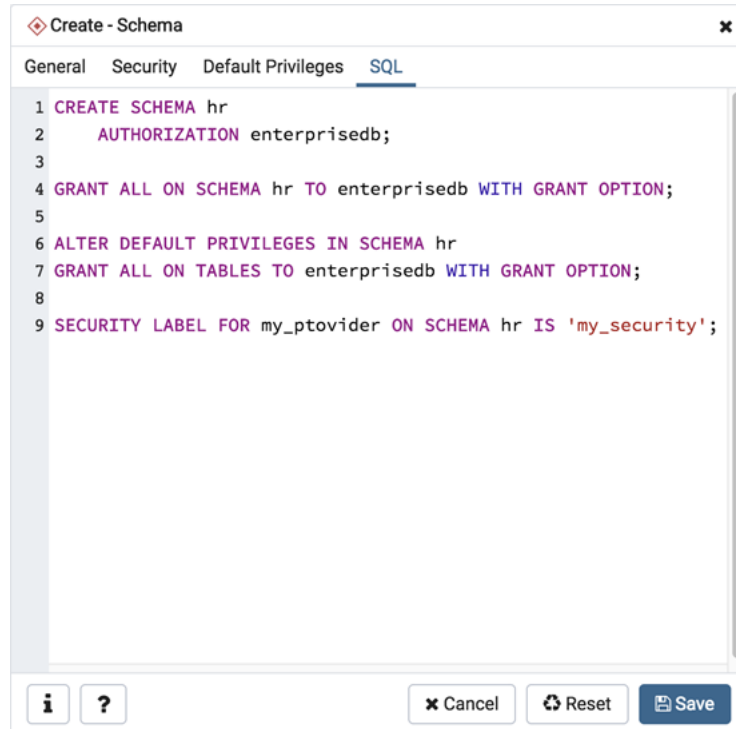 Create - Schema
General Security Default Privileges SQL
1 CREATE SCHEMA hr
2     AUTHORIZATION enterprisedb;
3
4 GRANT ALL ON SCHEMA hr TO enterprisedb WITH GRANT OPTION;
5
6 ALTER DEFAULT PRIVILEGES IN SCHEMA hr
7 GRANT ALL ON TABLES TO enterprisedb WITH GRANT OPTION;
8
9 SECURITY LABEL FOR my_ptovider ON SCHEMA hr IS 'my_security';
i ? Cancel Reset Save